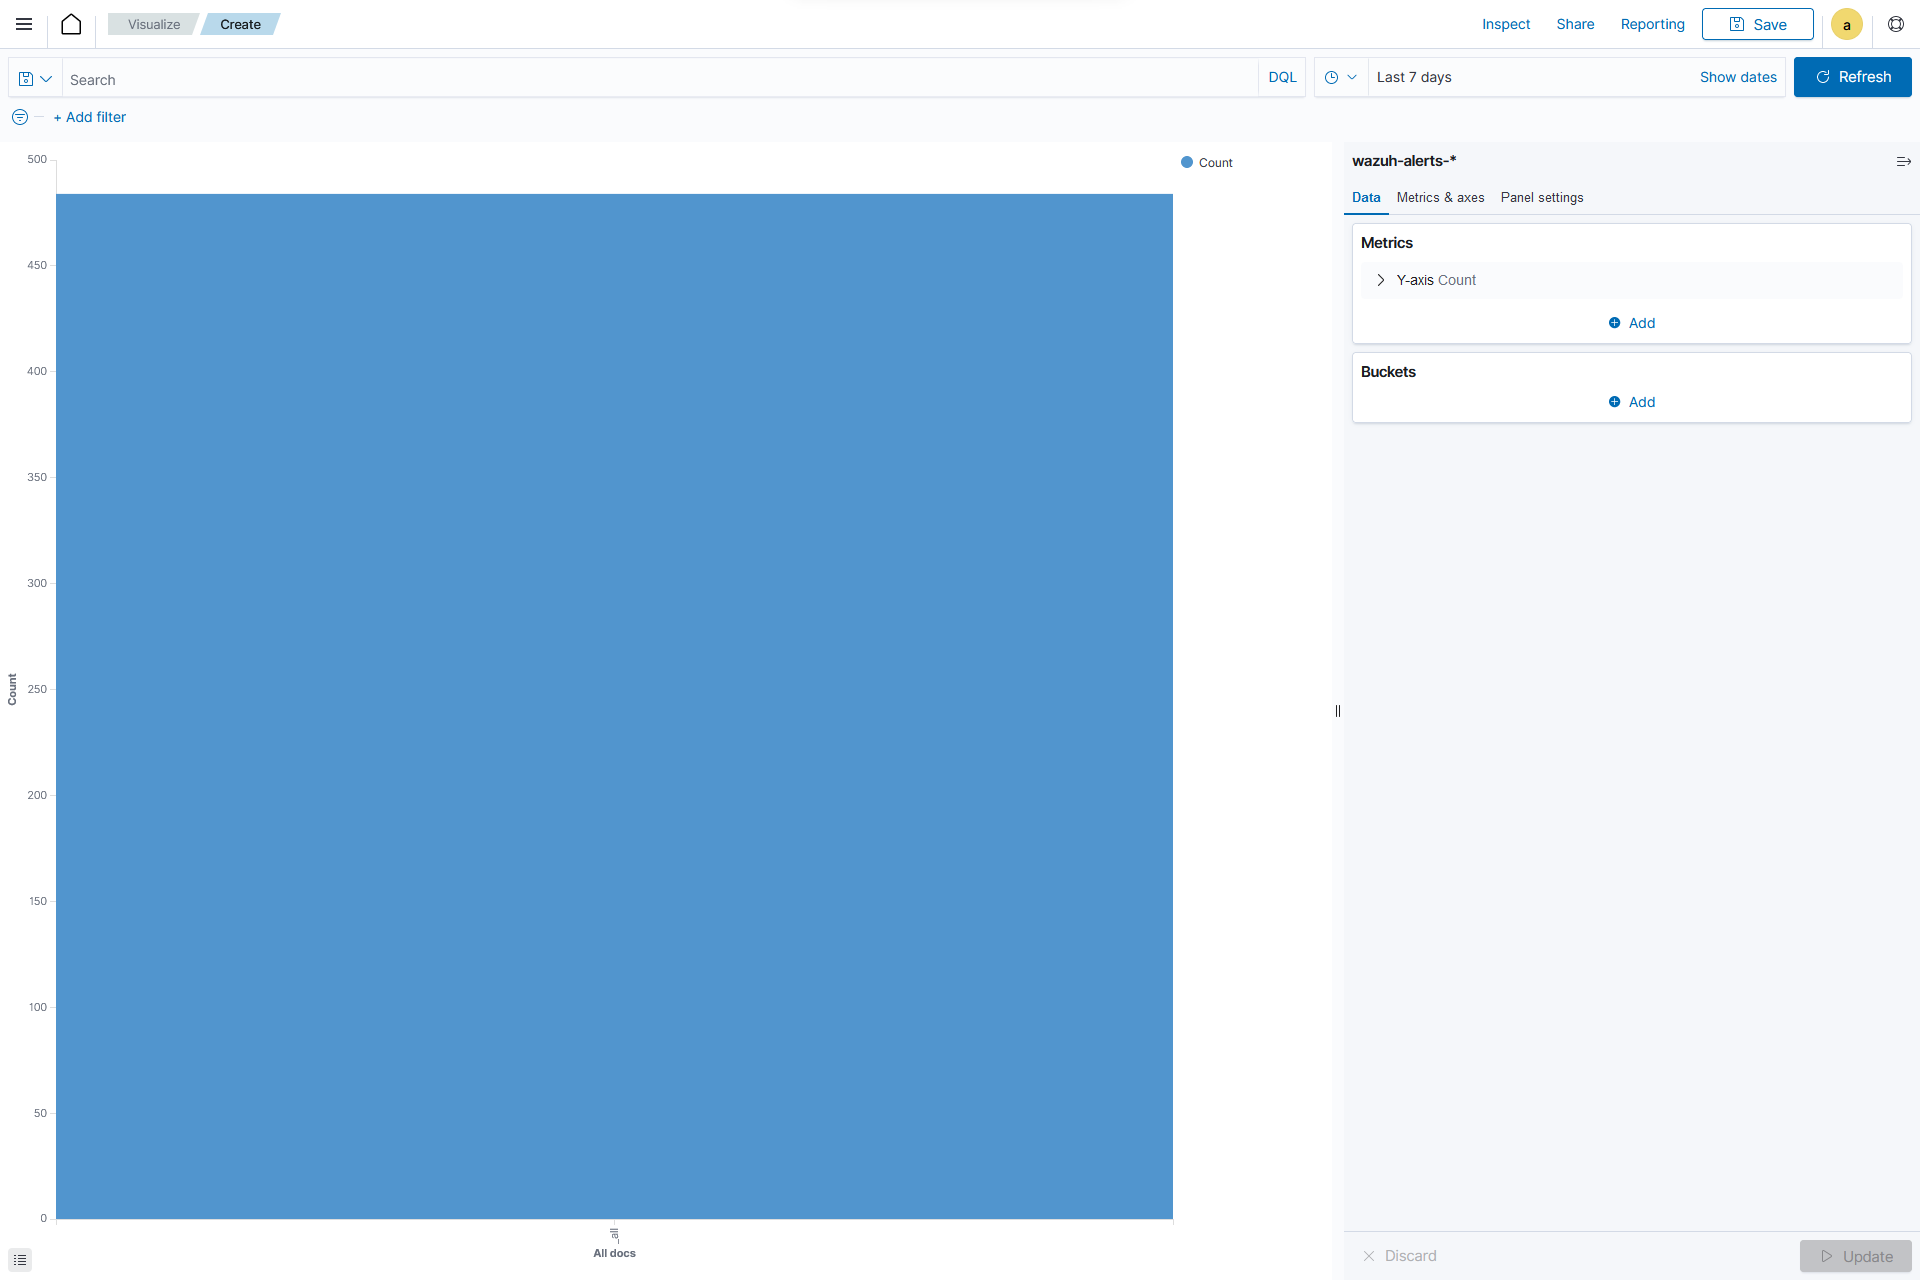 Visualize
Create
Inspect
Share
Reporting
Save
a
Search
DQL
Last 7 days
Show dates
Refresh
+ Add filter
500
450
400
350
300
250
200
150
100
50
0
Count
_all
All docs
Count
wazuh-alerts-*
Data
Metrics & axes
Panel settings
Metrics
Y-axis Count
Add
Buckets
Add
Discard
Update